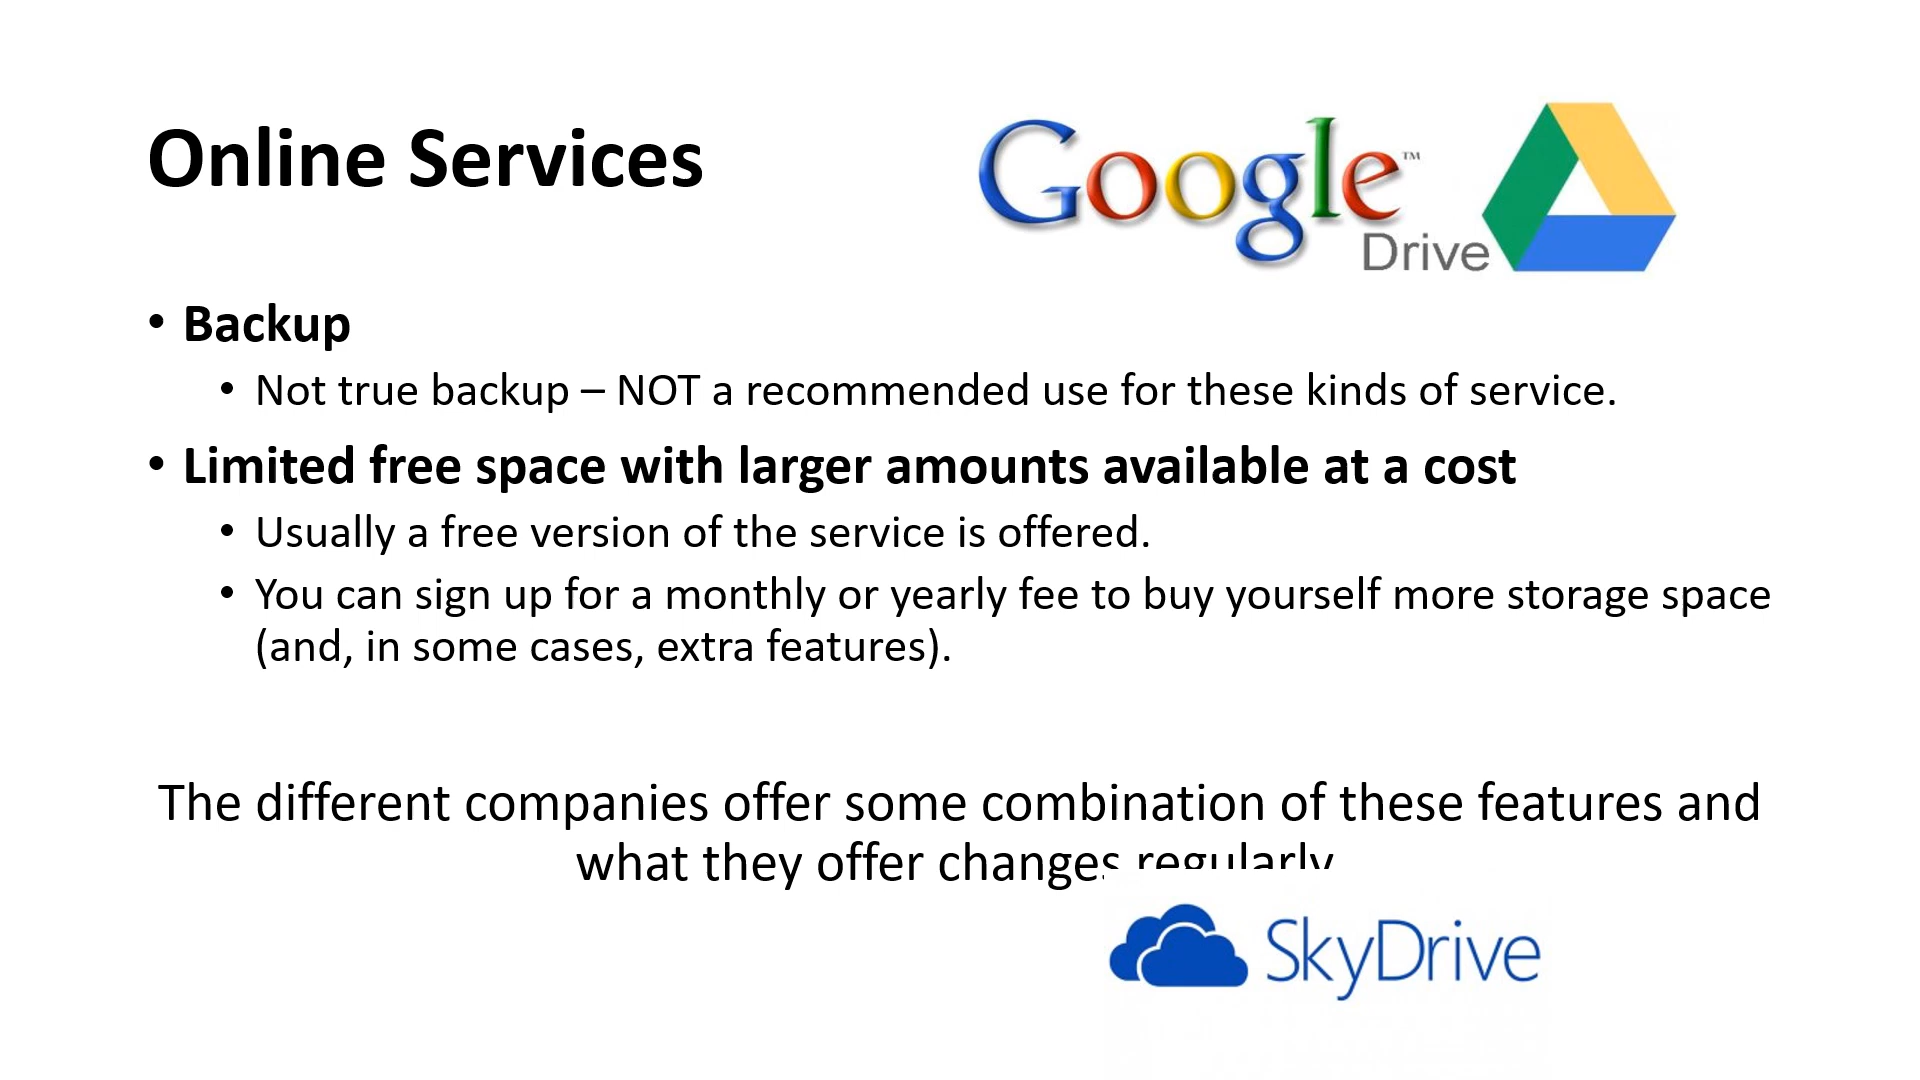 Online Services
Google™
Drive
• Backup
• Not true backup – NOT a recommended use for these kinds of service.
• Limited free space with larger amounts available at a cost
• Usually a free version of the service is offered.
• You can sign up for a monthly or yearly fee to buy yourself more storage space
(and, in some cases, extra features).
The different companies offer some combination of these features and
what they offer changes regularly
SkyDrive